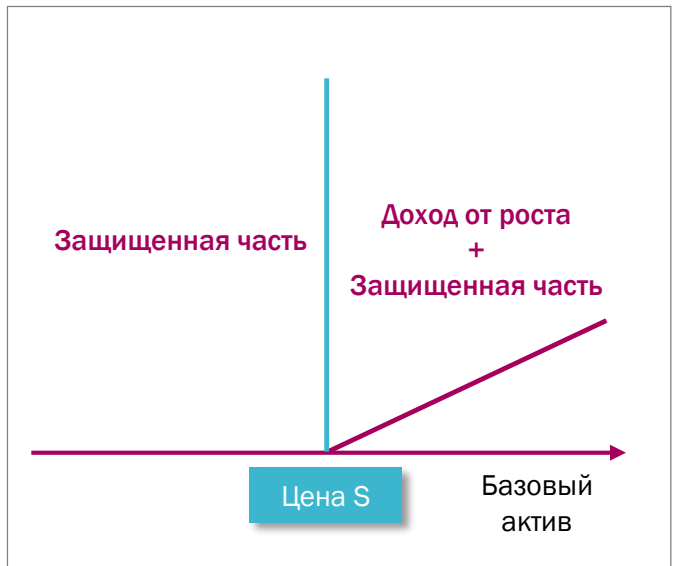 Защищенная часть
Доход от роста
+
Защищенная часть
Цена S
Базовый
актив